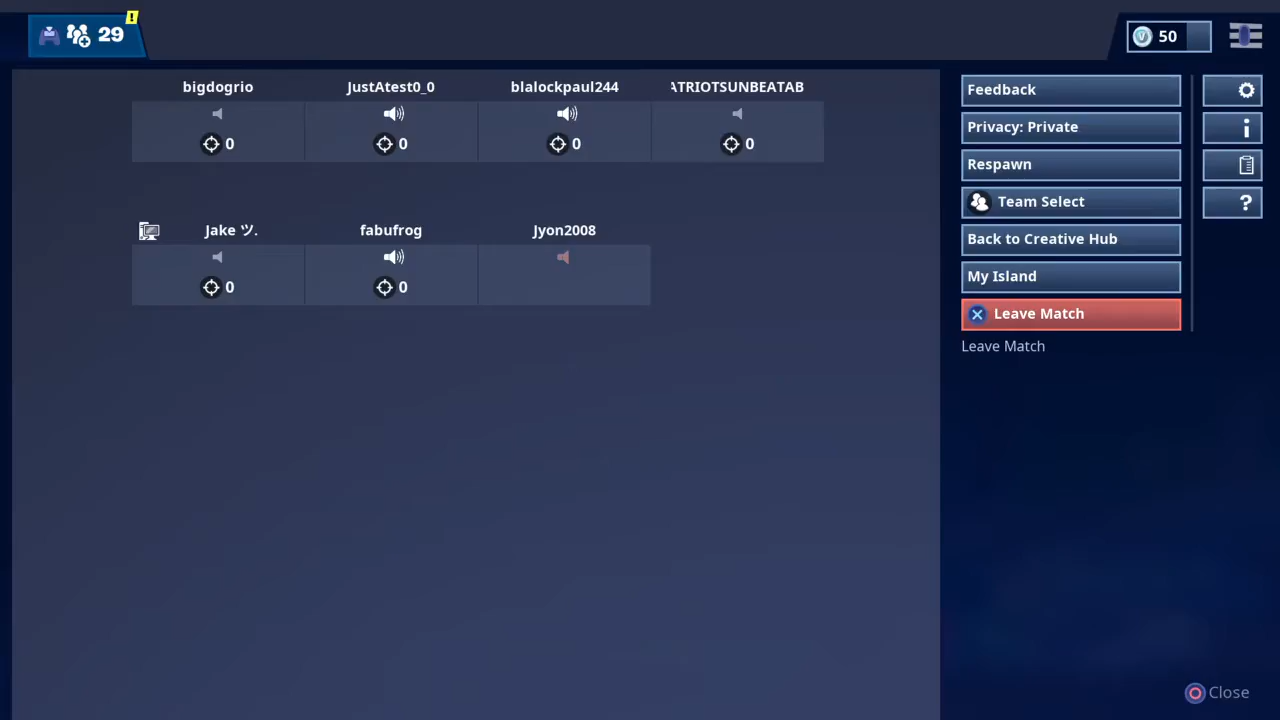 29
!
50
bigdogrio JustAtest0_0 blalockpaul244 ATRIOTSUNBEATAB
0 0 0 0
Jake ツ. fabufrog Jyon2008
0 0
Feedback
Privacy: Private
i
Respawn
Team Select
?
Back to Creative Hub
My Island
Leave Match
Leave Match
Close